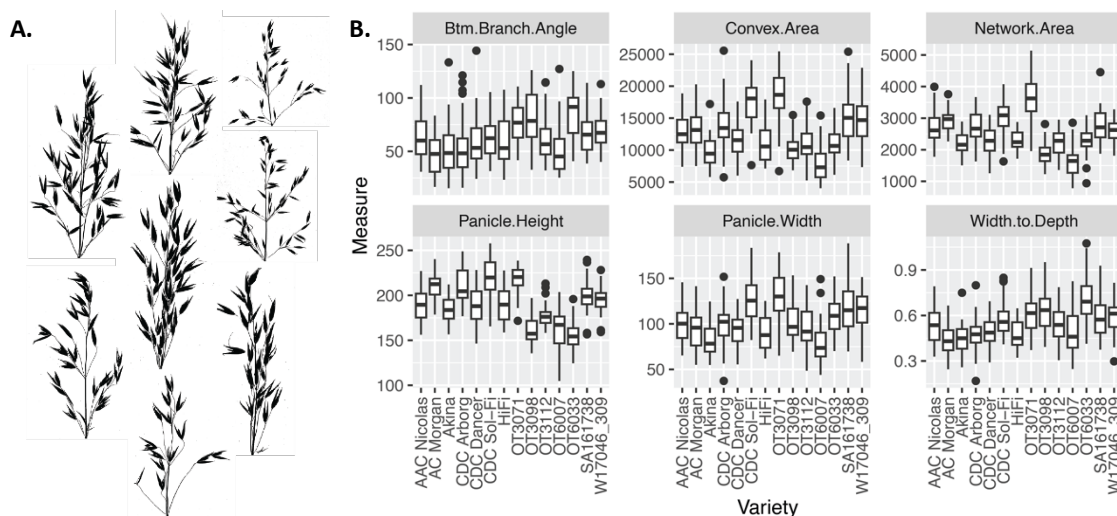 A.
B.
Btm.Branch.Angle
Convex.Area
Network.Area
150
100
50
25000
20000
15000
10000
5000
5000
4000
3000
2000
1000
Measure
Panicle.Height
Panicle.Width
Width.to.Depth
250
200
150
100
150
100
50
0.9
0.6
0.3
AAC Nicolas
AC Morgan
Akina
CDC Arborg
CDC Dancer
CDC Sol−Fi
HiFi
OT3071
OT3098
OT3112
OT6007
OT6033
SA161738
W17046_309
AAC Nicolas
AC Morgan
Akina
CDC Arborg
CDC Dancer
CDC Sol−Fi
HiFi
OT3071
OT3098
OT3112
OT6007
OT6033
SA161738
W17046_309
AAC Nicolas
AC Morgan
Akina
CDC Arborg
CDC Dancer
CDC Sol−Fi
HiFi
OT3071
OT3098
OT3112
OT6007
OT6033
SA161738
W17046_309
Variety